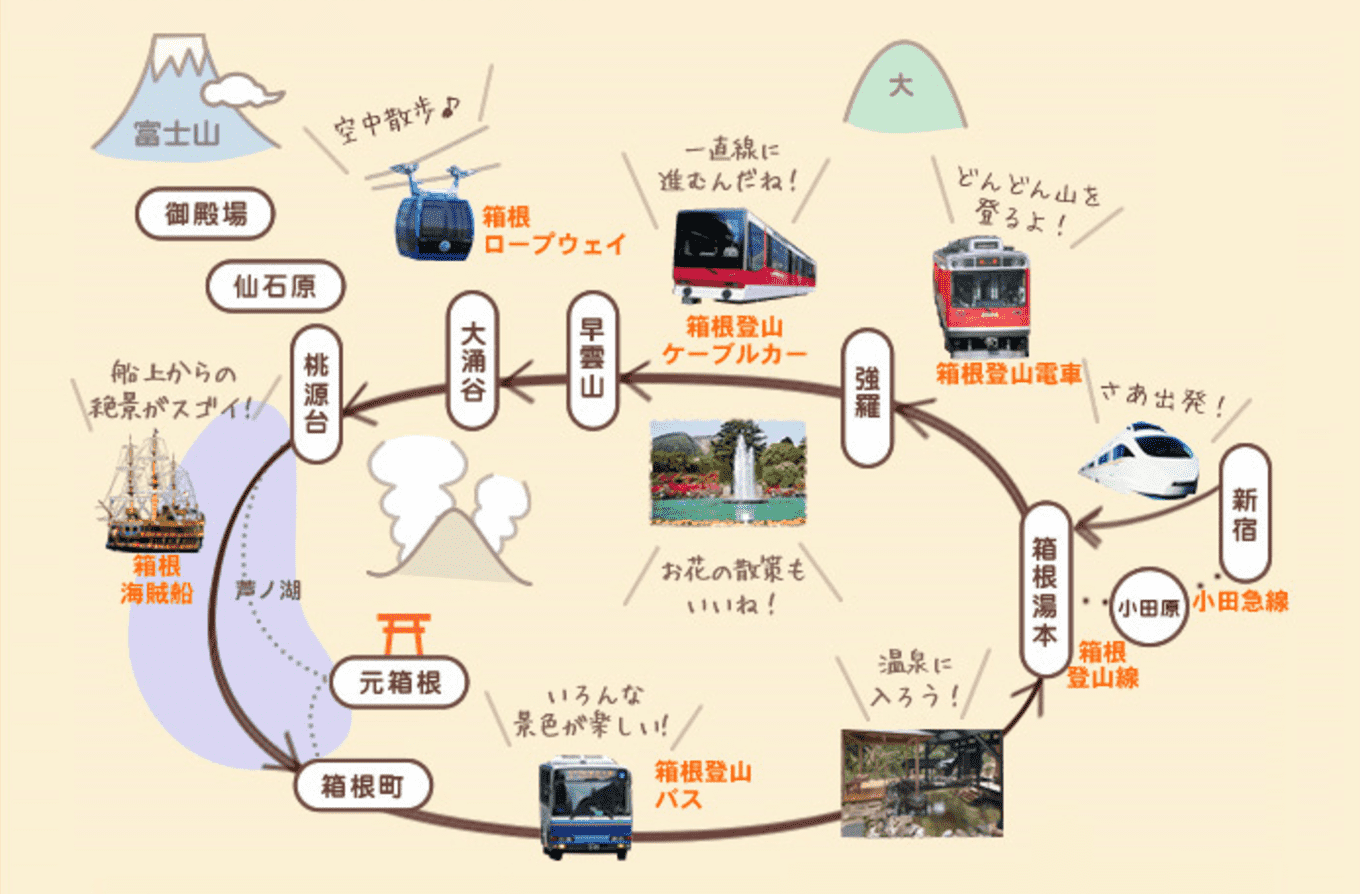 富士山
御殿場
仙石原
空中散歩♪
箱根
ロープウェイ
一直線に
進むんだね!
箱根登山
ケーブルカー
大
どんどん山を
登るよ!
箱根登山電車
さあ出発!
新宿
小田急線
小田原
箱根
登山線
箱根湯本
強羅
早雲山
大涌谷
桃源台
船上からの
絶景がスゴイ!
箱根
海賊船
芦ノ湖
お花の散策も
いいね!
元箱根
箱根町
いろんな
景色が楽しい!
箱根登山
バス
温泉に
入ろう!